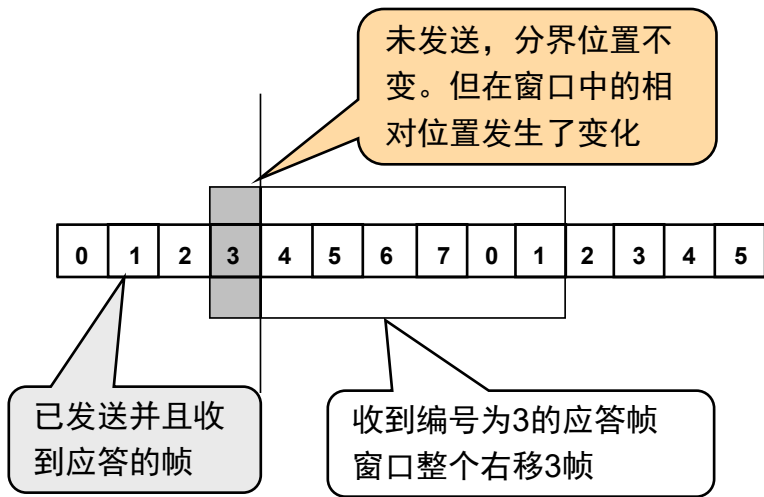 未发送，分界位置不
变。但在窗口中的相
对位置发生了变化
0 1 2 3 4 5 6 7 0 1 2 3 4 5
已发送并且收
到应答的帧
收到编号为3的应答帧
窗口整个右移3帧